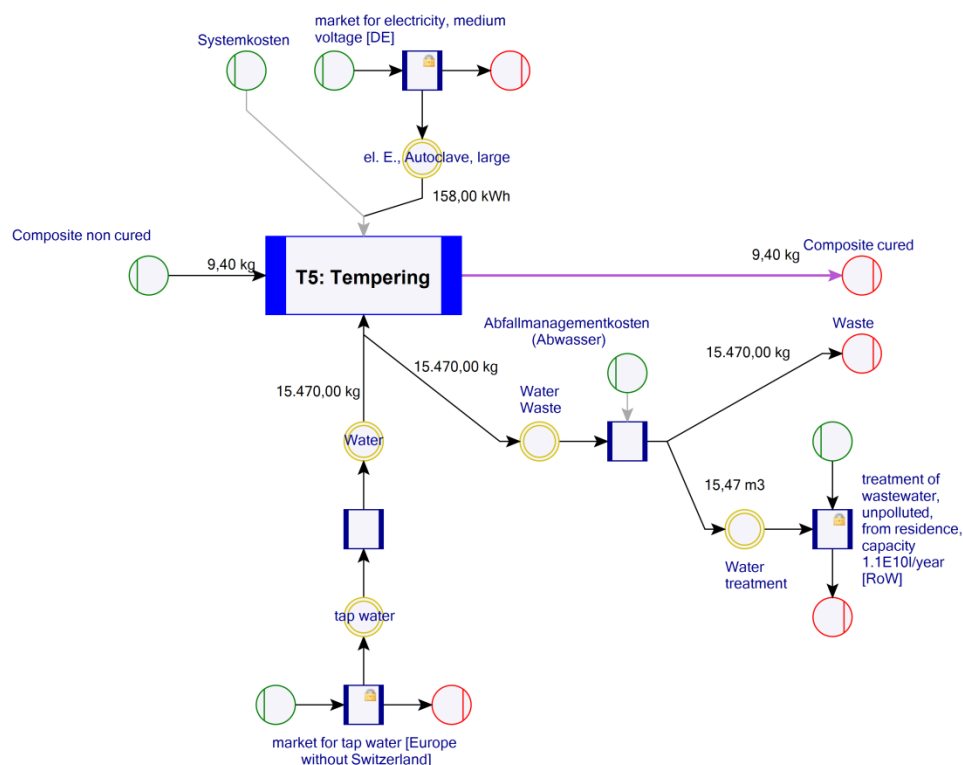 market for electricity, medium
voltage [DE]
Systemkosten
el. E., Autoclave, large
158,00 kWh
Composite non cured
9,40 kg
T5: Tempering
9,40 kg
Composite cured
Abfallmanagementkosten
(Abwasser)
Waste
15.470,00 kg
15.470,00 kg
15.470,00 kg
Water
Waste
Water
15,47 m3
treatment of
wastewater,
unpolluted,
from residence,
capacity
1.1E10l/year
[RoW]
Water
treatment
tap water
market for tap water [Europe
without Switzerland]